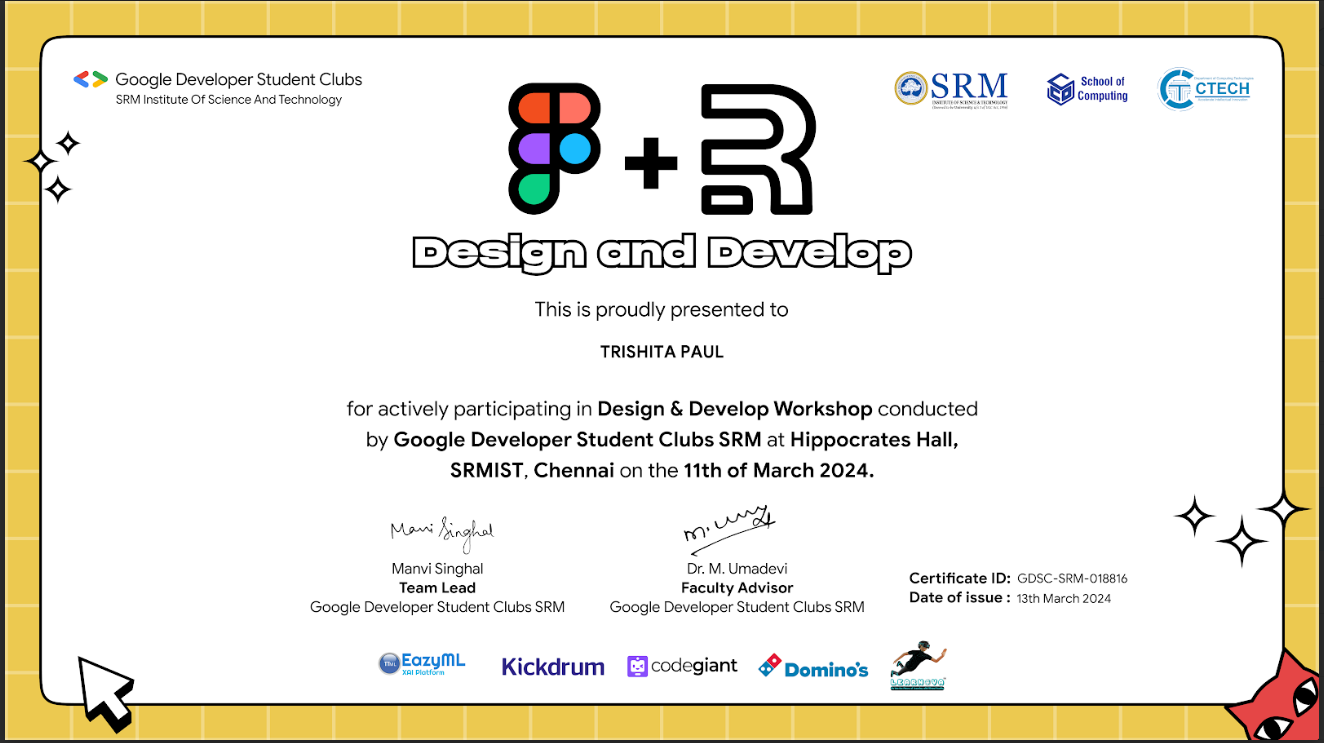 Google Developer Student Clubs
SRM Institute Of Science And Technology
SRM
INSTITUTE OF SCIENCE & TECHNOLOGY
School of
Computing
CTECH
Design and Develop
This is proudly presented to
TRISHITA PAUL
for actively participating in Design & Develop Workshop conducted
by Google Developer Student Clubs SRM at Hippocrates Hall,
SRMIST, Chennai on the 11th of March 2024.
Manvi Singhal
Manvi Singhal
Team Lead
Google Developer Student Clubs SRM
Dr. M. Umadevi
Faculty Advisor
Google Developer Student Clubs SRM
Certificate ID: GDSC-SRM-018816
Date of issue : 13th March 2024
EazyML
XAI Platform
Kickdrum
codegiant
Domino's